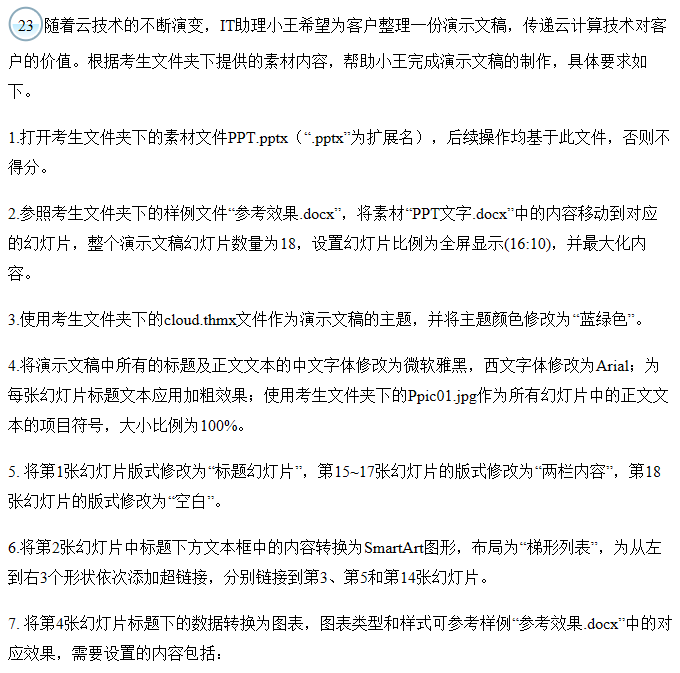 23 随着云技术的不断演变，IT助理小王希望为客户整理一份演示文稿，传递云计算技术对客
户的价值。根据考生文件夹下提供的素材内容，帮助小王完成演示文稿的制作，具体要求如
下。
1.打开考生文件夹下的素材文件PPT.pptx（“.pptx”为扩展名），后续操作均基于此文件，否则不
得分。
2.参照考生文件夹下的样例文件“参考效果.docx”，将素材“PPT文字.docx”中的内容移动到对应
的幻灯片，整个演示文稿幻灯片数量为18，设置幻灯片比例为全屏显示(16:10)，并最大化内
容。
3.使用考生文件夹下的cloud.thmx文件作为演示文稿的主题，并将主题颜色修改为“蓝绿色”。
4.将演示文稿中所有的标题及正文文本的中文字体修改为微软雅黑，西文字体修改为Arial；为
每张幻灯片标题文本应用加粗效果；使用考生文件夹下的Ppic01.jpg作为所有幻灯片中的正文文
本的项目符号，大小比例为100%。
5. 将第1张幻灯片版式修改为“标题幻灯片”，第15~17张幻灯片的版式修改为“两栏内容”，第18
张幻灯片的版式修改为“空白”。
6.将第2张幻灯片中标题下方文本框中的内容转换为SmartArt图形，布局为“梯形列表”，为从左
到右3个形状依次添加超链接，分别链接到第3、第5和第14张幻灯片。
7. 将第4张幻灯片标题下的数据转换为图表，图表类型和样式可参考样例“参考效果.docx”中的对
应效果，需要设置的内容包括：